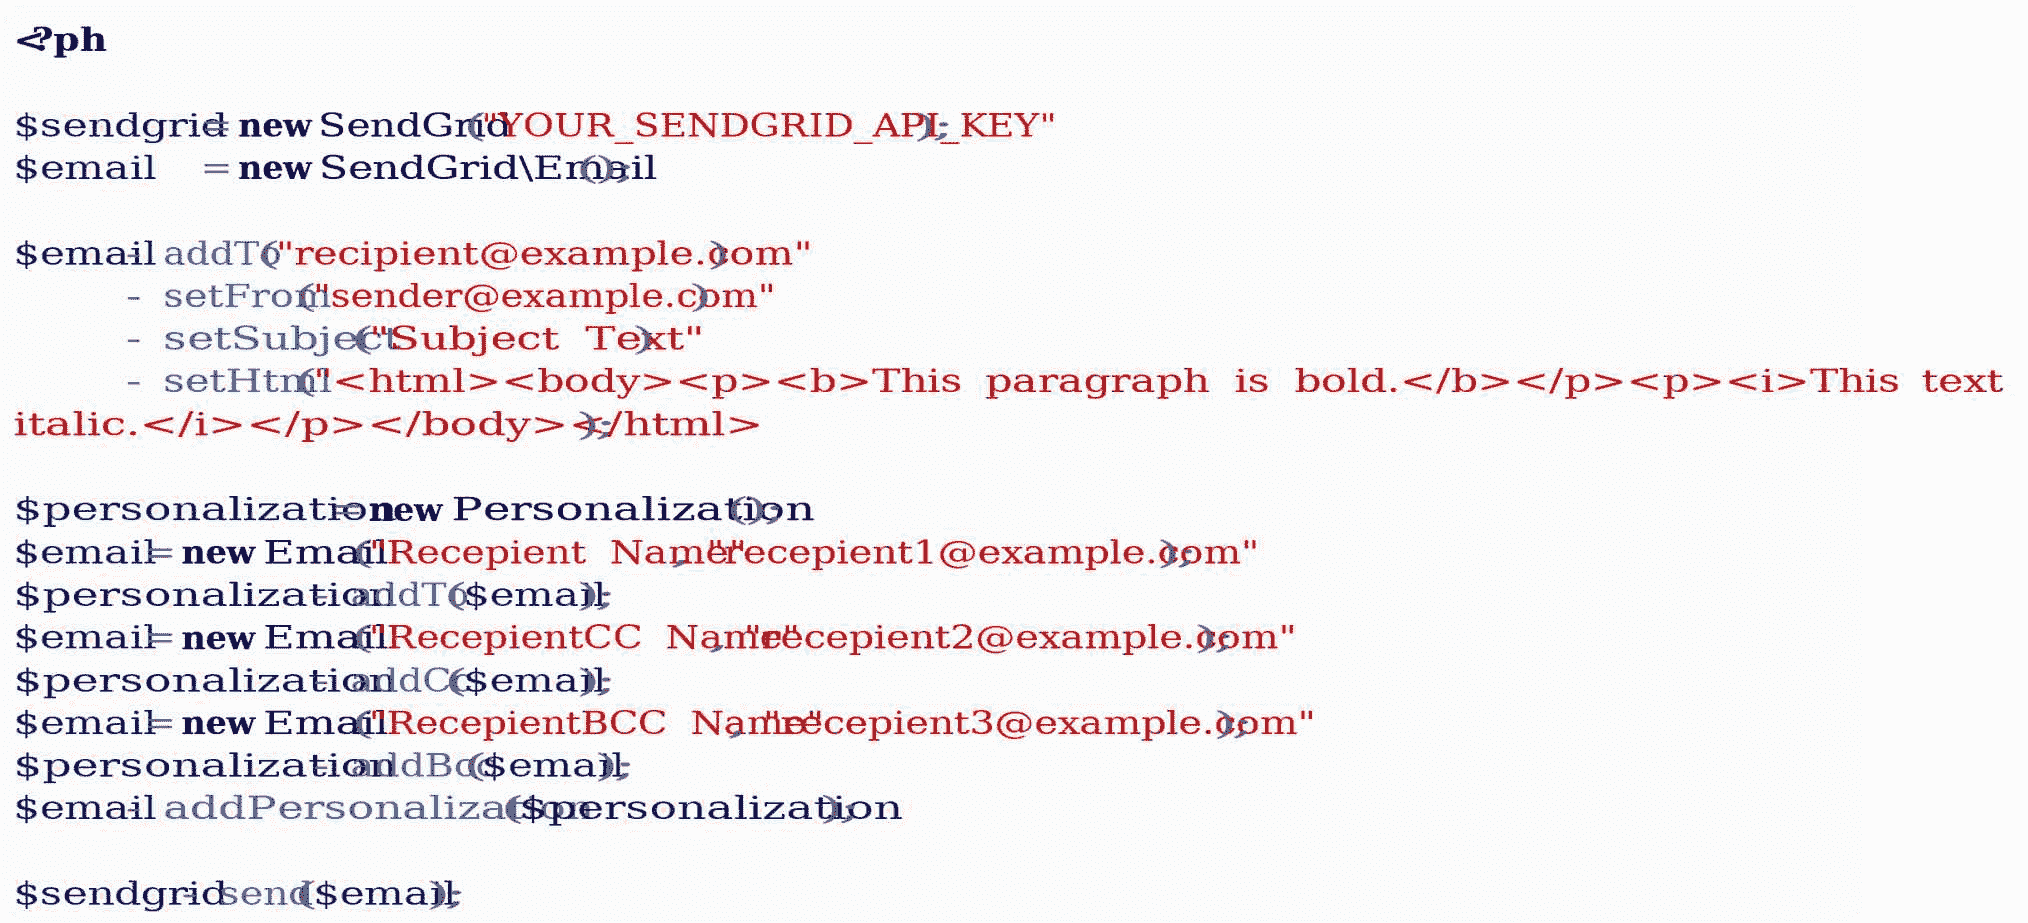 <?ph
$sendgrid = new SendGrid("YOUR_SENDGRID_API_KEY");
$email = new SendGrid\Email();
$email- addTo("recipient@example.com")
- setFrom("sender@example.com")
- setSubject("Subject Text")
- setHtml("<html><body><p><b>This paragraph is bold.</b></p><p><i>This text
italic.</i></p></body></html>);
$personalization = new Personalization();
$email = new Email("Recepient Name", "recepient1@example.com");
$personalization- addTo($email);
$email = new Email("RecepientCC Name", "recepient2@example.com");
$personalization- addCc($email);
$email = new Email("RecepientBCC Name", "recepient3@example.com");
$personalization- addBcc($email);
$email- addPersonalization($personalization);
$sendgrid- send($email);